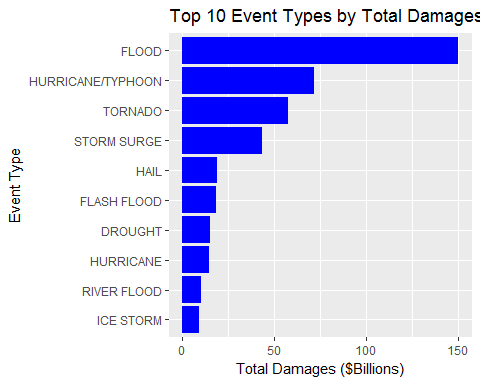 Top 10 Event Types by Total Damages
Event Type
FLOOD
HURRICANE/TYPHOON
TORNADO
STORM SURGE
HAIL
FLASH FLOOD
DROUGHT
HURRICANE
RIVER FLOOD
ICE STORM
0 50 100 150
Total Damages ($Billions)